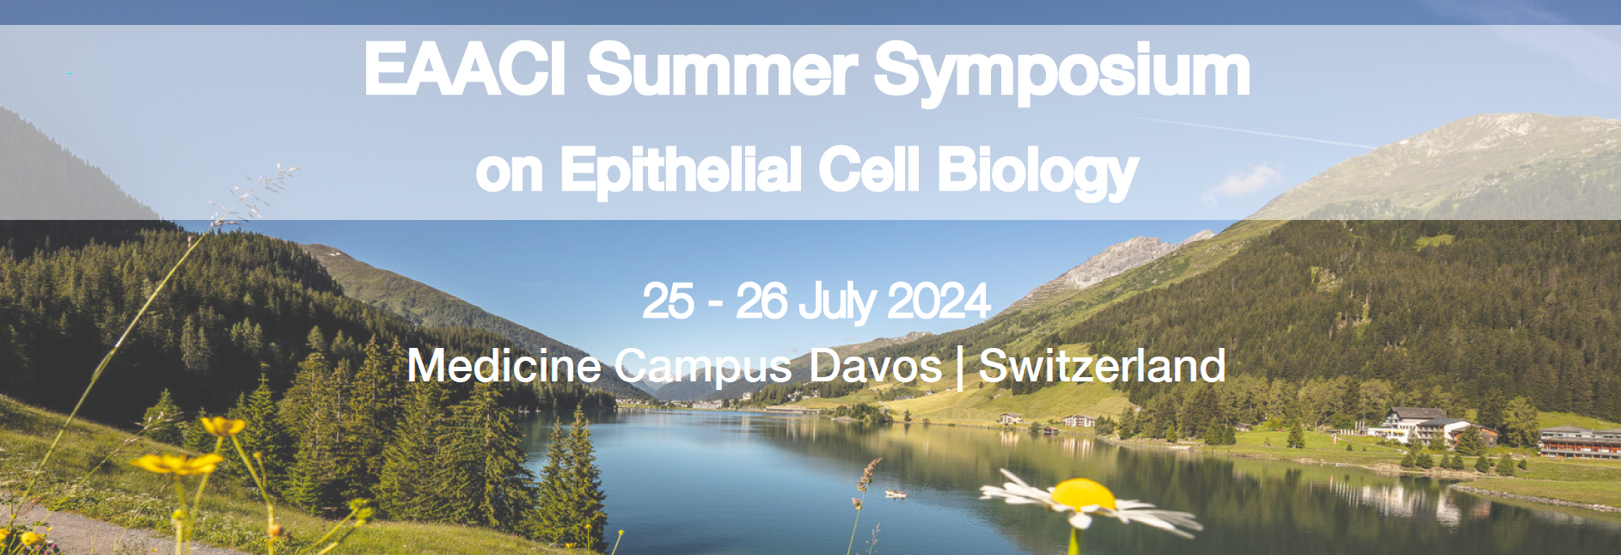 EAACI Summer Symposium
on Epithelial Cell Biology
25 - 26 July 2024
Medicine Campus Davos | Switzerland